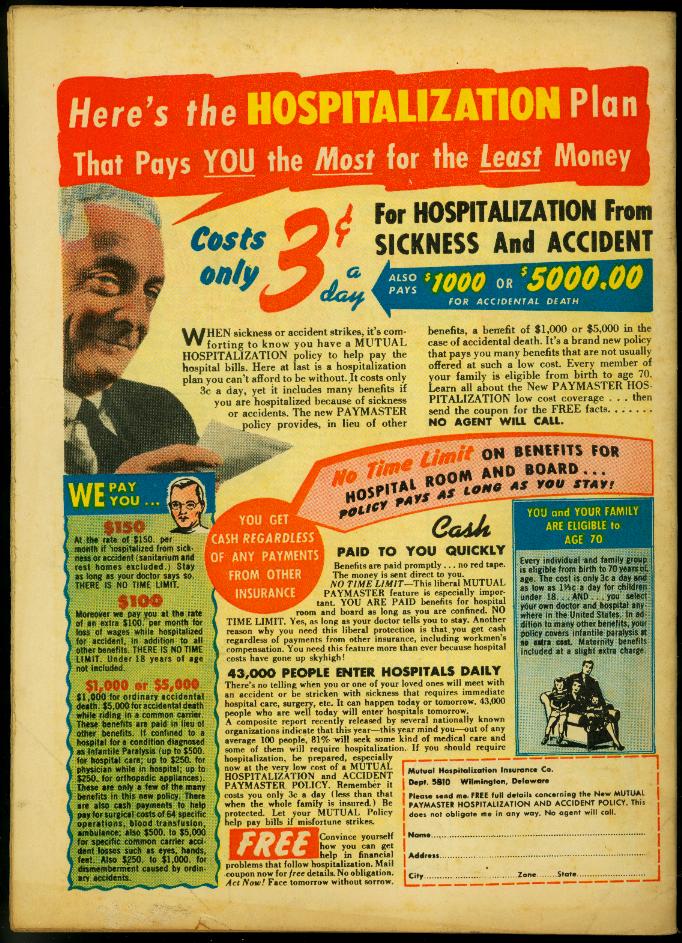 Here's the HOSPITALIZATION Plan
That Pays YOU the Most for the Least Money
Costs only 3¢ a day
For HOSPITALIZATION From
SICKNESS And ACCIDENT
ALSO PAYS $1000 OR $5000.00
FOR ACCIDENTAL DEATH
WHEN sickness or accident strikes, it's com-
forting to know you have a MUTUAL
HOSPITALIZATION policy to help pay the
hospital bills. Here at last is a hospitalization
plan you can't afford to be without. It costs only
3c a day, yet it includes many benefits if
you are hospitalized because of sickness
or accidents. The new PAYMASTER
policy provides, in lieu of other
benefits, a benefit of $1,000 or $5,000 in the
case of accidental death. It's a brand new policy
that pays you many benefits that are not usually
offered at such a low cost. Every member of
your family is eligible from birth to age 70.
Learn all about the New PAYMASTER HOS-
PITALIZATION low cost coverage . . . then
send the coupon for the FREE facts. . . . . . .
NO AGENT WILL CALL.
No Time Limit ON BENEFITS FOR
HOSPITAL ROOM AND BOARD...
POLICY PAYS AS LONG AS YOU STAY!
WE PAY YOU ...
$150
At the rate of $150. per
month if hospitalized from sick-
ness or accident (sanitarium and
rest homes excluded.) Stay
as long as your doctor says so.
THERE IS NO TIME LIMIT.
$100
Moreover we pay you at the rate
of an extra $100. per month for
loss of wages while hospitalized
for accident, in addition to all
other benefits. THERE IS NO TIME
LIMIT. Under 18 years of age
not included.
$1,000 or $5,000
$1,000 for ordinary accidental
death. $5,000 for accidental death
while riding in a common carrier.
These benefits are paid in lieu of
other benefits. If confined to a
hospital for a condition diagnosed
as Infantile Paralysis (up to $500.
for hospital care; up to $250. for
physician while in hospital; up to
$250. for orthopedic appliances).
These are only a few of the many
benefits in this new policy. There
are also cash payments to help
pay for surgical costs of 64 specific
operations, blood transfusion,
ambulance; also $500. to $5,000
for specific common carrier acci-
dent losses such as eyes, hands,
feet. Also $250. to $1,000. for
dismemberment caused by ordin-
ary accidents.
YOU GET
CASH REGARDLESS
OF ANY PAYMENTS
FROM OTHER
INSURANCE
Cash
PAID TO YOU QUICKLY
Benefits are paid promptly . . . no red tape.
The money is sent direct to you.
NO TIME LIMIT—This liberal MUTUAL
PAYMASTER feature is especially impor-
tant. YOU ARE PAID benefits for hospital
room and board as long as you are confined. NO
TIME LIMIT. Yes, as long as your doctor tells you to stay. Another
reason why you need this liberal protection is that you get cash
regardless of payments from other insurance, including workmen's
compensation. You need this feature more than ever because hospital
costs have gone up skyhigh!
43,000 PEOPLE ENTER HOSPITALS DAILY
There's no telling when you or one of your loved ones will meet with
an accident or be stricken with sickness that requires immediate
hospital care, surgery, etc. It can happen today or tomorrow, 43,000
people who are well today will enter hospitals tomorrow.
A composite report recently released by several nationally known
organizations indicate that this year—this year mind you—out of any
average 100 people, 81% will seek some kind of medical care and
some of them will require hospitalization. If you should require
hospitalization, be prepared, especially
now at the very low cost of a MUTUAL
HOSPITALIZATION and ACCIDENT
PAYMASTER POLICY. Remember it
costs you only 3c a day (less than that
when the whole family is insured.) Be
protected. Let your MUTUAL Policy
help pay bills if misfortune strikes.
FREE Convince yourself
how you can get
help in financial
problems that follow hospitalization. Mail
coupon now for free details. No obligation.
Act Now! Face tomorrow without sorrow.
YOU and YOUR FAMILY
ARE ELIGIBLE to
AGE 70
Every individual and family group
is eligible from birth to 70 years of
age. The cost is only 3c a day and
as low as 1½c a day for children
under 18. . . AND . . . you select
your own doctor and hospital any-
where in the United States. In ad-
dition to many other benefits, your
policy covers infantile paralysis at
no extra cost. Maternity benefits
included at a slight extra charge
Mutual Hospitalization Insurance Co.
Dept. 5810 Wilmington, Delaware
Please send me FREE full details concerning the New MUTUAL
PAYMASTER HOSPITALIZATION AND ACCIDENT POLICY. This
does not obligate me in any way. No agent will call.
Name
Address
City Zone State